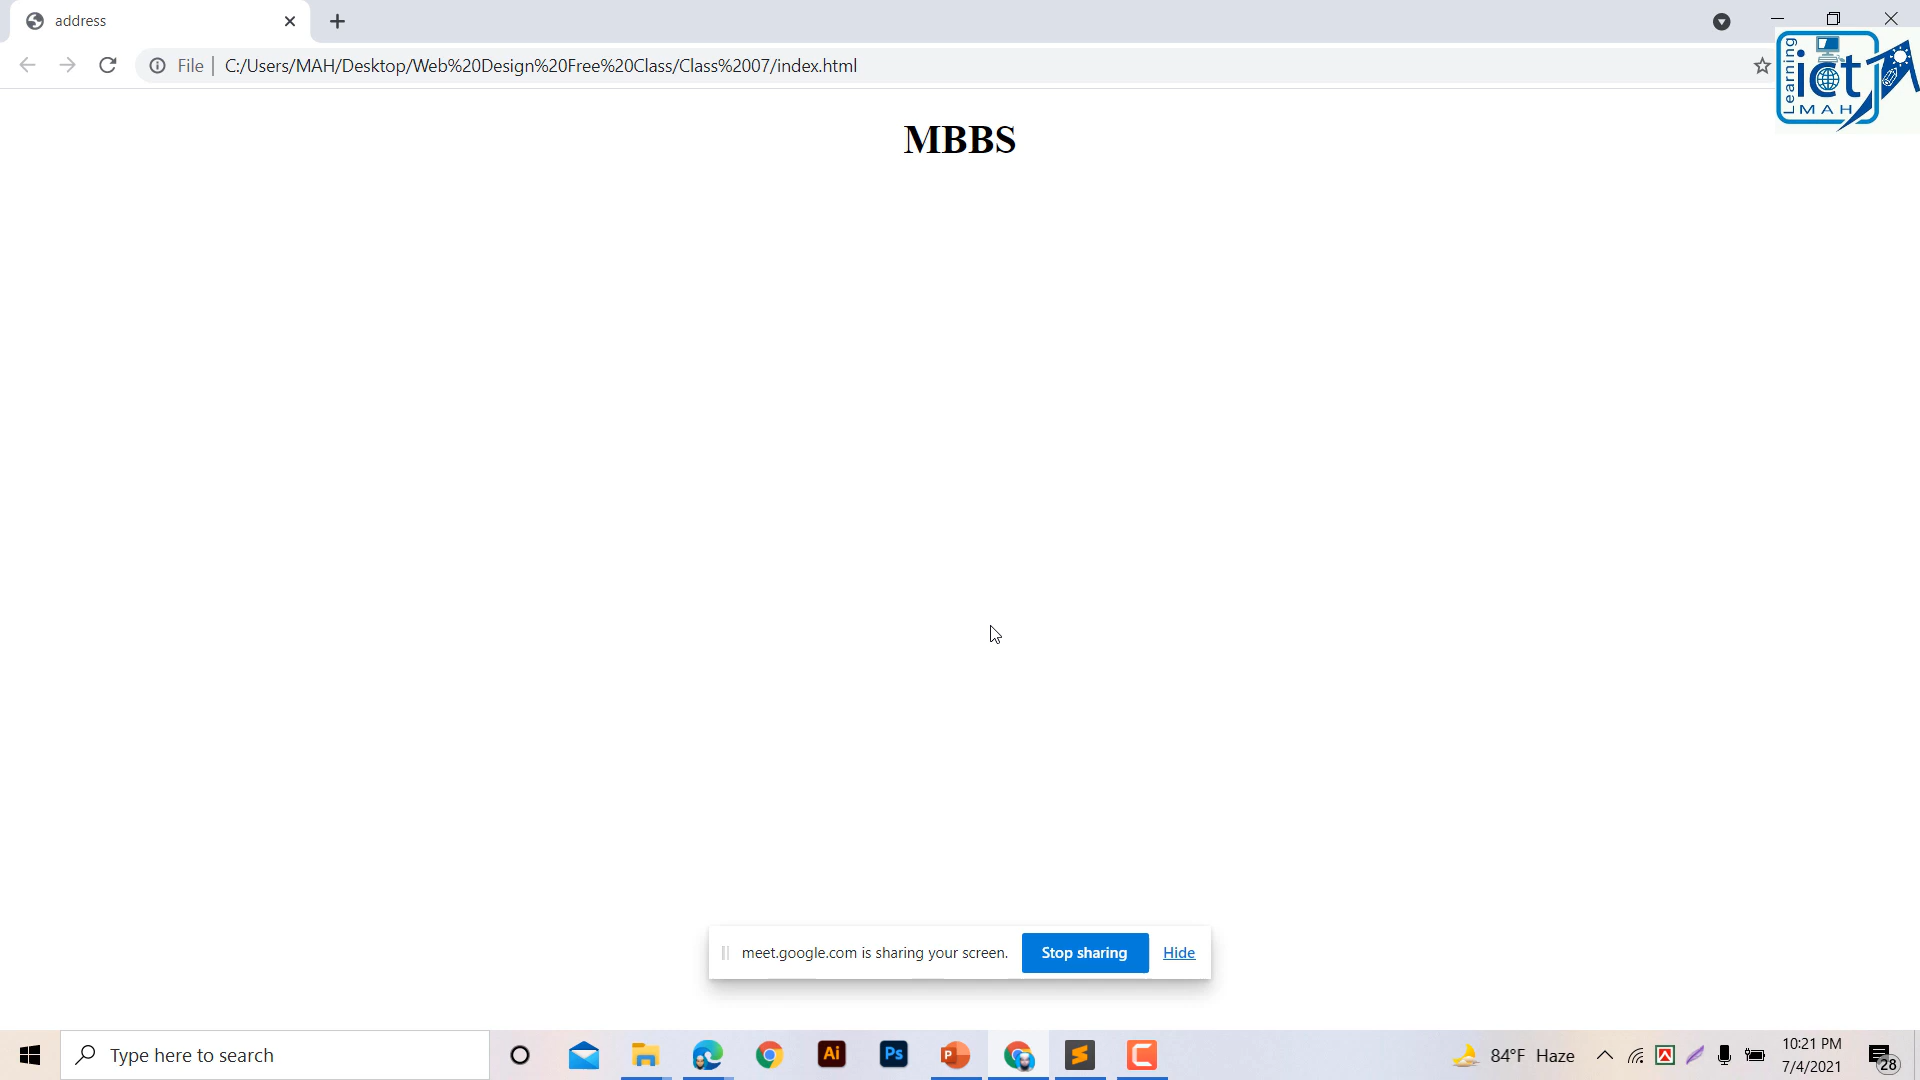 address
File C:/Users/MAH/Desktop/Web%20Design%20Free%20Class/Class%2007/index.html
Learning
ict
MAH
MBBS
meet.google.com is sharing your screen.
Stop sharing
Hide
Type here to search
Ai
Ps
84°F Haze
10:21 PM
7/4/2021
28